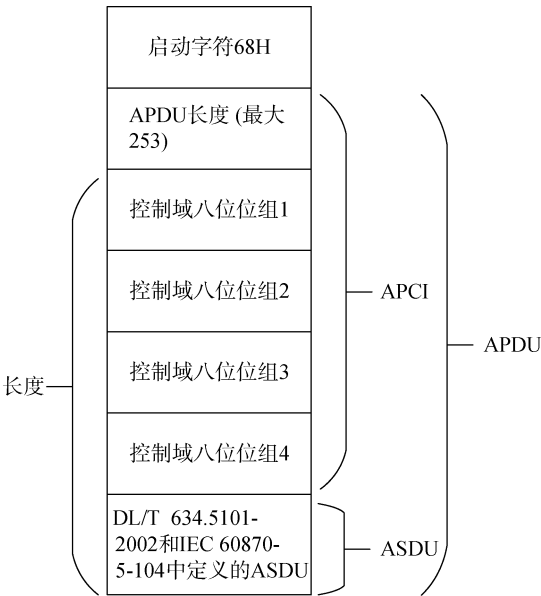 启动字符68H
APDU长度 (最大
253)
控制域八位位组1
控制域八位位组2
APCI
APDU
控制域八位位组3
长度
控制域八位位组4
DL/T 634.5101-
2002和IEC 60870-
5-104中定义的ASDU
ASDU